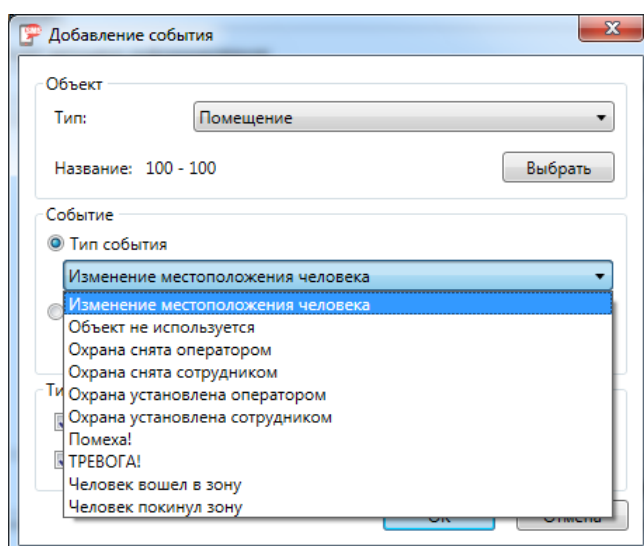 Добавление события
Объект
Тип: Помещение
Название: 100 - 100 Выбрать
Событие
Тип события
Изменение местоположения человека
Изменение местоположения человека
Объект не используется
Охрана снята оператором
Охрана снята сотрудником
Охрана установлена оператором
Охрана установлена сотрудником
Помеха!
ТРЕВОГА!
Человек вошел в зону
Человек покинул зону
OK Отмена